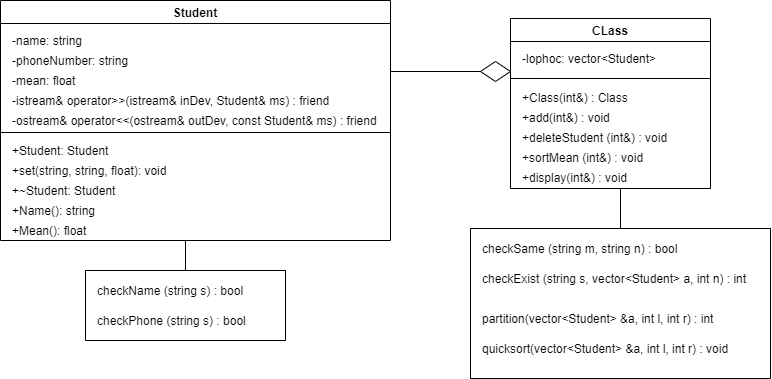 Student
-name: string
-phoneNumber: string
-mean: float
-istream& operator>>(istream& inDev, Student& ms) : friend
-ostream& operator<<(ostream& outDev, const Student& ms) : friend
+Student: Student
+set(string, string, float): void
+~Student: Student
+Name(): string
+Mean(): float
checkName (string s) : bool
checkPhone (string s) : bool
CLass
-lophoc: vector<Student>
+Class(int&) : Class
+add(int&) : void
+deleteStudent (int&) : void
+sortMean (int&) : void
+display(int&) : void
checkSame (string m, string n) : bool
checkExist (string s, vector<Student> a, int n) : int
partition(vector<Student> &a, int l, int r) : int
quicksort(vector<Student> &a, int l, int r) : void